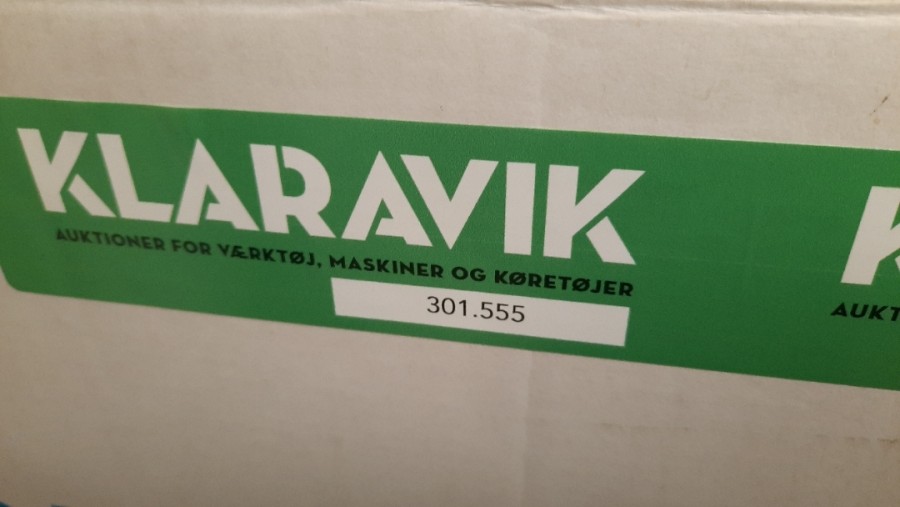 KLARAVIK
AUKTIONER FOR VÆRKTØJ, MASKINER OG KØRETØJER
301.555